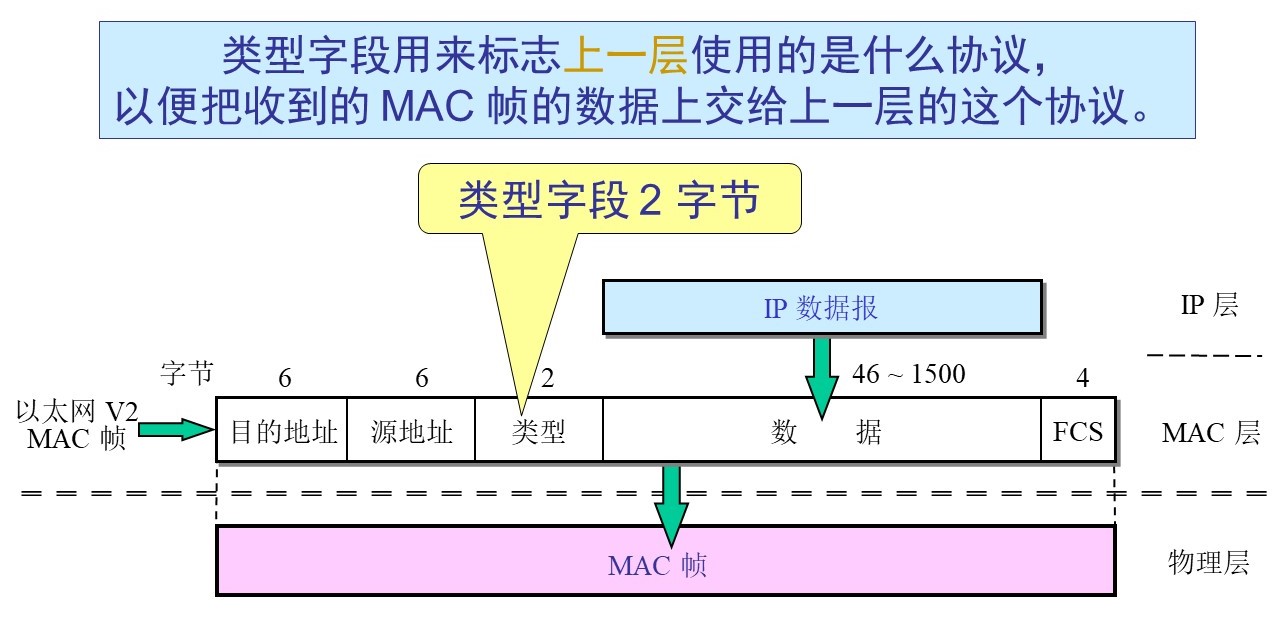 类型字段用来标志上一层使用的是什么协议，
以便把收到的 MAC 帧的数据上交给上一层的这个协议。
类型字段 2 字节
IP 数据报
IP 层
字节
6
6
2
46 ~ 1500
4
以太网 V2
MAC 帧
目的地址
源地址
类型
数 据
FCS
MAC 层
MAC 帧
物理层